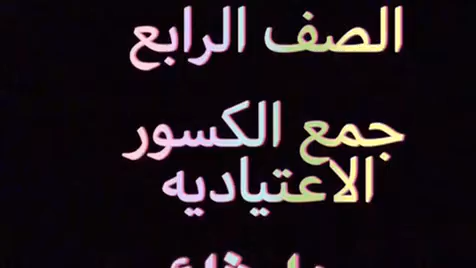 الصف الرابع
جمع الكسور
الاعتياديه